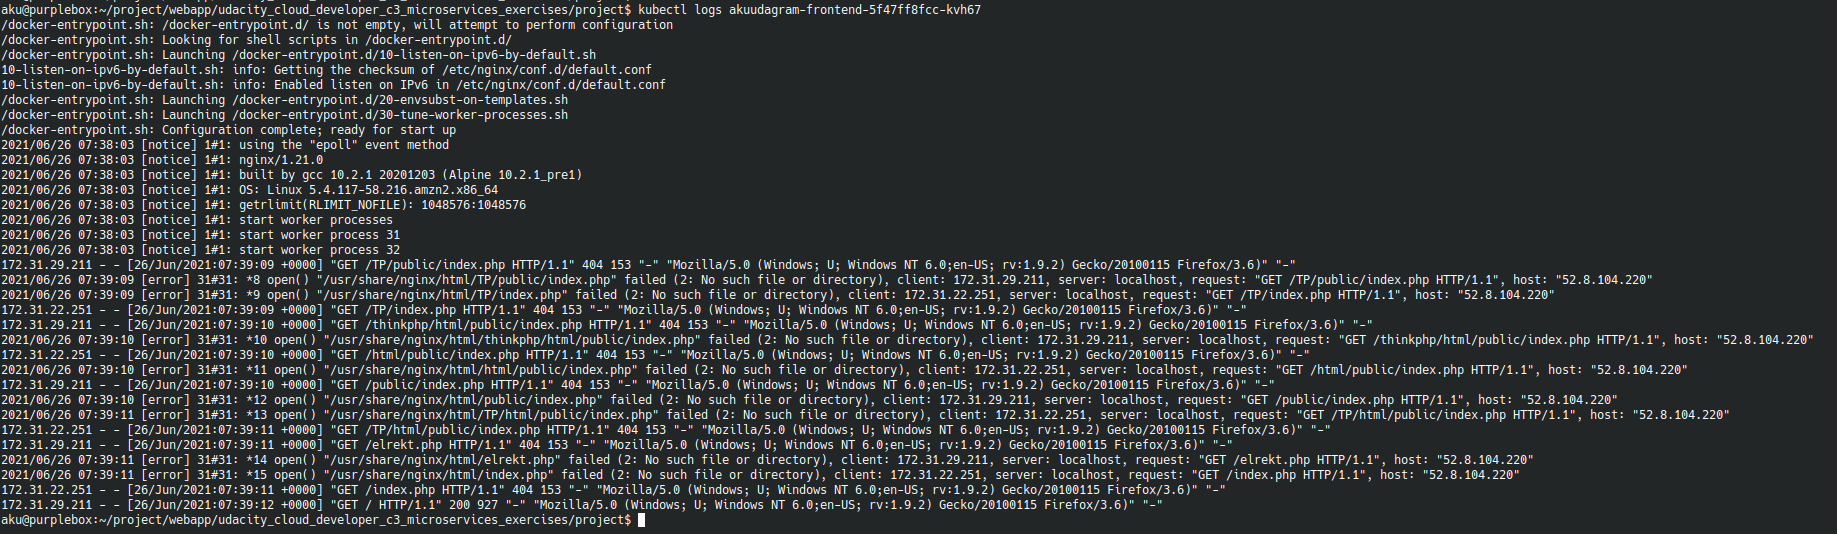 aku@purplebox:~/project/webapp/udacity_cloud_developer_c3_microservices_exercises/project$ kubectl logs akuudagram-frontend-5f47ff8fcc-kvh67
/docker-entrypoint.sh: /docker-entrypoint.d/ is not empty, will attempt to perform configuration
/docker-entrypoint.sh: Looking for shell scripts in /docker-entrypoint.d/
/docker-entrypoint.sh: Launching /docker-entrypoint.d/10-listen-on-ipv6-by-default.sh
10-listen-on-ipv6-by-default.sh: info: Getting the checksum of /etc/nginx/conf.d/default.conf
10-listen-on-ipv6-by-default.sh: info: Enabled listen on IPv6 in /etc/nginx/conf.d/default.conf
/docker-entrypoint.sh: Launching /docker-entrypoint.d/20-envsubst-on-templates.sh
/docker-entrypoint.sh: Launching /docker-entrypoint.d/30-tune-worker-processes.sh
/docker-entrypoint.sh: Configuration complete; ready for start up
2021/06/26 07:38:03 [notice] 1#1: using the "epoll" event method
2021/06/26 07:38:03 [notice] 1#1: nginx/1.21.0
2021/06/26 07:38:03 [notice] 1#1: built by gcc 10.2.1 20201203 (Alpine 10.2.1_pre1)
2021/06/26 07:38:03 [notice] 1#1: OS: Linux 5.4.117-58.216.amzn2.x86_64
2021/06/26 07:38:03 [notice] 1#1: getrlimit(RLIMIT_NOFILE): 1048576:1048576
2021/06/26 07:38:03 [notice] 1#1: start worker processes
2021/06/26 07:38:03 [notice] 1#1: start worker process 31
2021/06/26 07:38:03 [notice] 1#1: start worker process 32
172.31.29.211 - - [26/Jun/2021:07:39:09 +0000] "GET /TP/public/index.php HTTP/1.1" 404 153 "-" "Mozilla/5.0 (Windows; U; Windows NT 6.0;en-US; rv:1.9.2) Gecko/20100115 Firefox/3.6)" "-"
2021/06/26 07:39:09 [error] 31#31: *8 open() "/usr/share/nginx/html/TP/public/index.php" failed (2: No such file or directory), client: 172.31.29.211, server: localhost, request: "GET /TP/public/index.php HTTP/1.1", host: "52.8.104.220"
2021/06/26 07:39:09 [error] 31#31: *9 open() "/usr/share/nginx/html/TP/index.php" failed (2: No such file or directory), client: 172.31.22.251, server: localhost, request: "GET /TP/index.php HTTP/1.1", host: "52.8.104.220"
172.31.22.251 - - [26/Jun/2021:07:39:09 +0000] "GET /TP/index.php HTTP/1.1" 404 153 "-" "Mozilla/5.0 (Windows; U; Windows NT 6.0;en-US; rv:1.9.2) Gecko/20100115 Firefox/3.6)" "-"
172.31.29.211 - - [26/Jun/2021:07:39:10 +0000] "GET /thinkphp/html/public/index.php HTTP/1.1" 404 153 "-" "Mozilla/5.0 (Windows; U; Windows NT 6.0;en-US; rv:1.9.2) Gecko/20100115 Firefox/3.6)" "-"
2021/06/26 07:39:10 [error] 31#31: *10 open() "/usr/share/nginx/html/thinkphp/html/public/index.php" failed (2: No such file or directory), client: 172.31.29.211, server: localhost, request: "GET /thinkphp/html/public/index.php HTTP/1.1", host: "52.8.104.220"
172.31.22.251 - - [26/Jun/2021:07:39:10 +0000] "GET /html/public/index.php HTTP/1.1" 404 153 "-" "Mozilla/5.0 (Windows; U; Windows NT 6.0;en-US; rv:1.9.2) Gecko/20100115 Firefox/3.6)" "-"
2021/06/26 07:39:10 [error] 31#31: *11 open() "/usr/share/nginx/html/html/public/index.php" failed (2: No such file or directory), client: 172.31.22.251, server: localhost, request: "GET /html/public/index.php HTTP/1.1", host: "52.8.104.220"
172.31.29.211 - - [26/Jun/2021:07:39:10 +0000] "GET /public/index.php HTTP/1.1" 404 153 "-" "Mozilla/5.0 (Windows; U; Windows NT 6.0;en-US; rv:1.9.2) Gecko/20100115 Firefox/3.6)" "-"
2021/06/26 07:39:10 [error] 31#31: *12 open() "/usr/share/nginx/html/public/index.php" failed (2: No such file or directory), client: 172.31.29.211, server: localhost, request: "GET /public/index.php HTTP/1.1", host: "52.8.104.220"
2021/06/26 07:39:11 [error] 31#31: *13 open() "/usr/share/nginx/html/TP/html/public/index.php" failed (2: No such file or directory), client: 172.31.22.251, server: localhost, request: "GET /TP/html/public/index.php HTTP/1.1", host: "52.8.104.220"
172.31.22.251 - - [26/Jun/2021:07:39:11 +0000] "GET /TP/html/public/index.php HTTP/1.1" 404 153 "-" "Mozilla/5.0 (Windows; U; Windows NT 6.0;en-US; rv:1.9.2) Gecko/20100115 Firefox/3.6)" "-"
172.31.29.211 - - [26/Jun/2021:07:39:11 +0000] "GET /elrekt.php HTTP/1.1" 404 153 "-" "Mozilla/5.0 (Windows; U; Windows NT 6.0;en-US; rv:1.9.2) Gecko/20100115 Firefox/3.6)" "-"
2021/06/26 07:39:11 [error] 31#31: *14 open() "/usr/share/nginx/html/elrekt.php" failed (2: No such file or directory), client: 172.31.29.211, server: localhost, request: "GET /elrekt.php HTTP/1.1", host: "52.8.104.220"
2021/06/26 07:39:11 [error] 31#31: *15 open() "/usr/share/nginx/html/index.php" failed (2: No such file or directory), client: 172.31.22.251, server: localhost, request: "GET /index.php HTTP/1.1", host: "52.8.104.220"
172.31.22.251 - - [26/Jun/2021:07:39:11 +0000] "GET /index.php HTTP/1.1" 404 153 "-" "Mozilla/5.0 (Windows; U; Windows NT 6.0;en-US; rv:1.9.2) Gecko/20100115 Firefox/3.6)" "-"
172.31.29.211 - - [26/Jun/2021:07:39:12 +0000] "GET / HTTP/1.1" 200 927 "-" "Mozilla/5.0 (Windows; U; Windows NT 6.0;en-US; rv:1.9.2) Gecko/20100115 Firefox/3.6)" "-"
aku@purplebox:~/project/webapp/udacity_cloud_developer_c3_microservices_exercises/project$